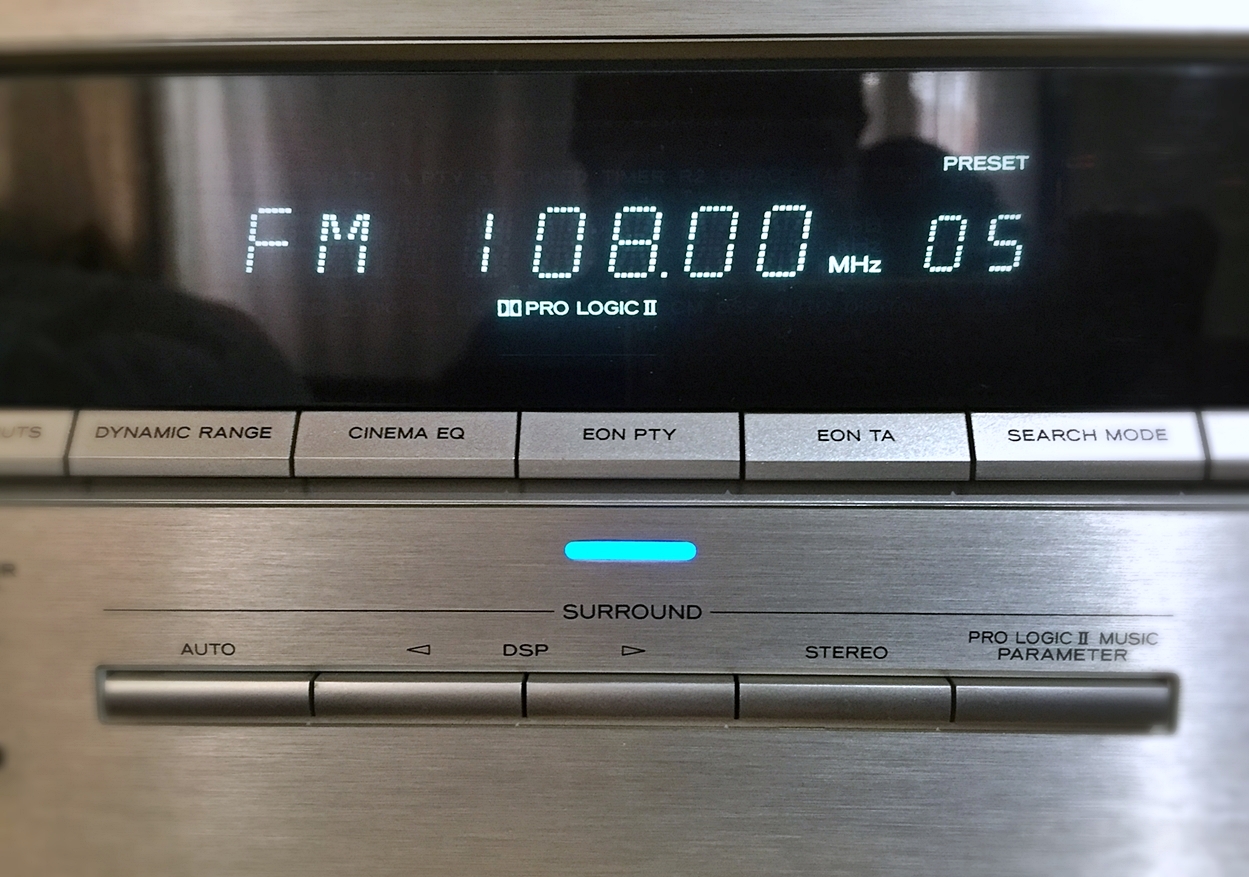 PRESET
FM 108.00 MHz 05
PRO LOGIC II
DYNAMIC RANGE CINEMA EQ EON PTY EON TA SEARCH MODE
SURROUND
AUTO ◁ DSP ▷ STEREO PRO LOGIC II MUSIC
PARAMETER